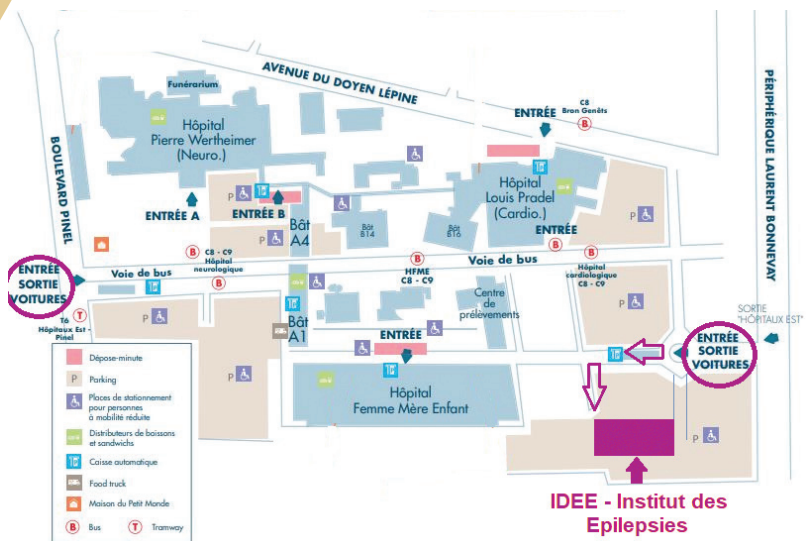 AVENUE DU DOYEN LÉPINE
BOULEVARD PINEL
PÉRIPHÉRIQUE LAURENT BONNEVAY
Funérarium
Hôpital
Pierre Wertheimer
(Neuro.)
ENTRÉE
C8
Bron Genêts
B
Hôpital
Louis Pradel
(Cardio.)
P
P
ENTRÉE A
ENTRÉE B
P
Bât
A4
Bât
B14
Bât
B16
ENTRÉE
B
B
B
C8 - C9
Hôpital
neurologique
B
Voie de bus
B
HFME
C8 - C9
Voie de bus
Hôpital
cardiologique
C8 - C9
ENTRÉE
SORTIE
VOITURES
T
T6
Hôpitaux Est -
Pinel
P
P
Bât
A1
Centre
de
prélèvements
ENTRÉE
P
SORTIE
"HÔPITAUX EST"
ENTRÉE
SORTIE
VOITURES
Hôpital
Femme Mère Enfant
P
IDEE - Institut des
Epilepsies
Dépose-minute
P Parking
Places de stationnement
pour personnes
à mobilité réduite
Distributeurs de boissons
et sandwichs
Caisse automatique
Food truck
Maison du Petit Monde
B Bus T Tramway